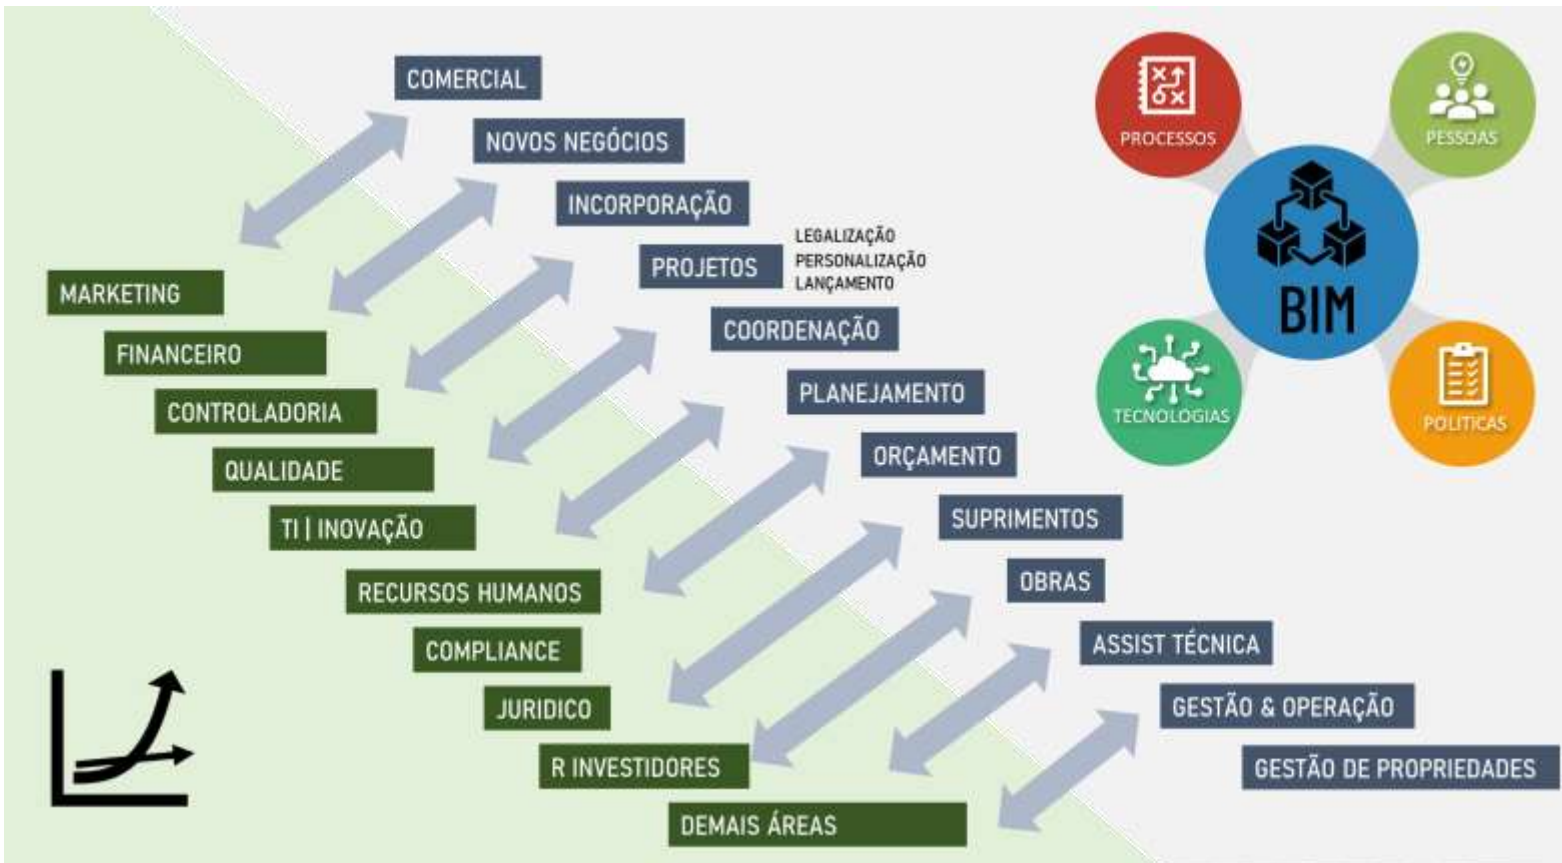 COMERCIAL
NOVOS NEGÓCIOS
INCORPORAÇÃO
PROJETOS
LEGALIZAÇÃO
PERSONALIZAÇÃO
LANÇAMENTO
COORDENAÇÃO
PLANEJAMENTO
ORÇAMENTO
SUPRIMENTOS
OBRAS
ASSIST TÉCNICA
GESTÃO & OPERAÇÃO
GESTÃO DE PROPRIEDADES
MARKETING
FINANCEIRO
CONTROLADORIA
QUALIDADE
TI | INOVAÇÃO
RECURSOS HUMANOS
COMPLIANCE
JURIDICO
R INVESTIDORES
DEMAIS ÁREAS
PROCESSOS
PESSOAS
BIM
TECNOLOGIAS
POLITICAS